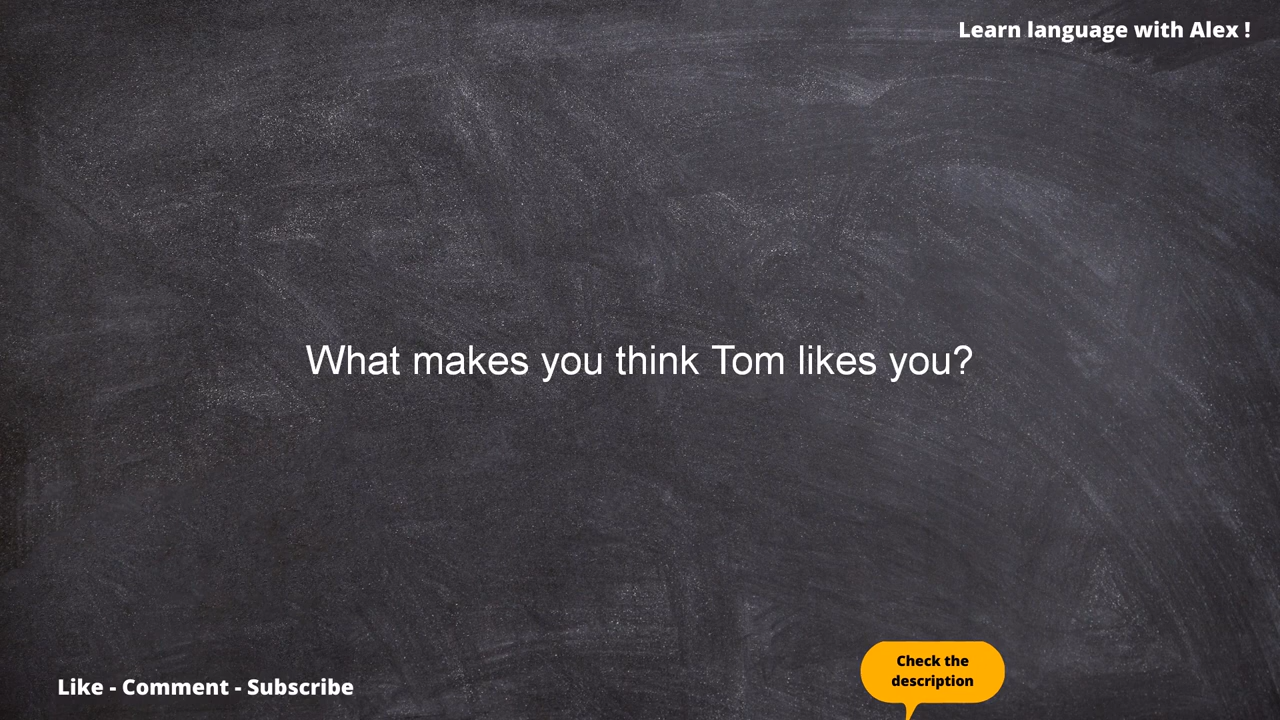 Learn language with Alex !
What makes you think Tom likes you?
Check the
description
Like - Comment - Subscribe